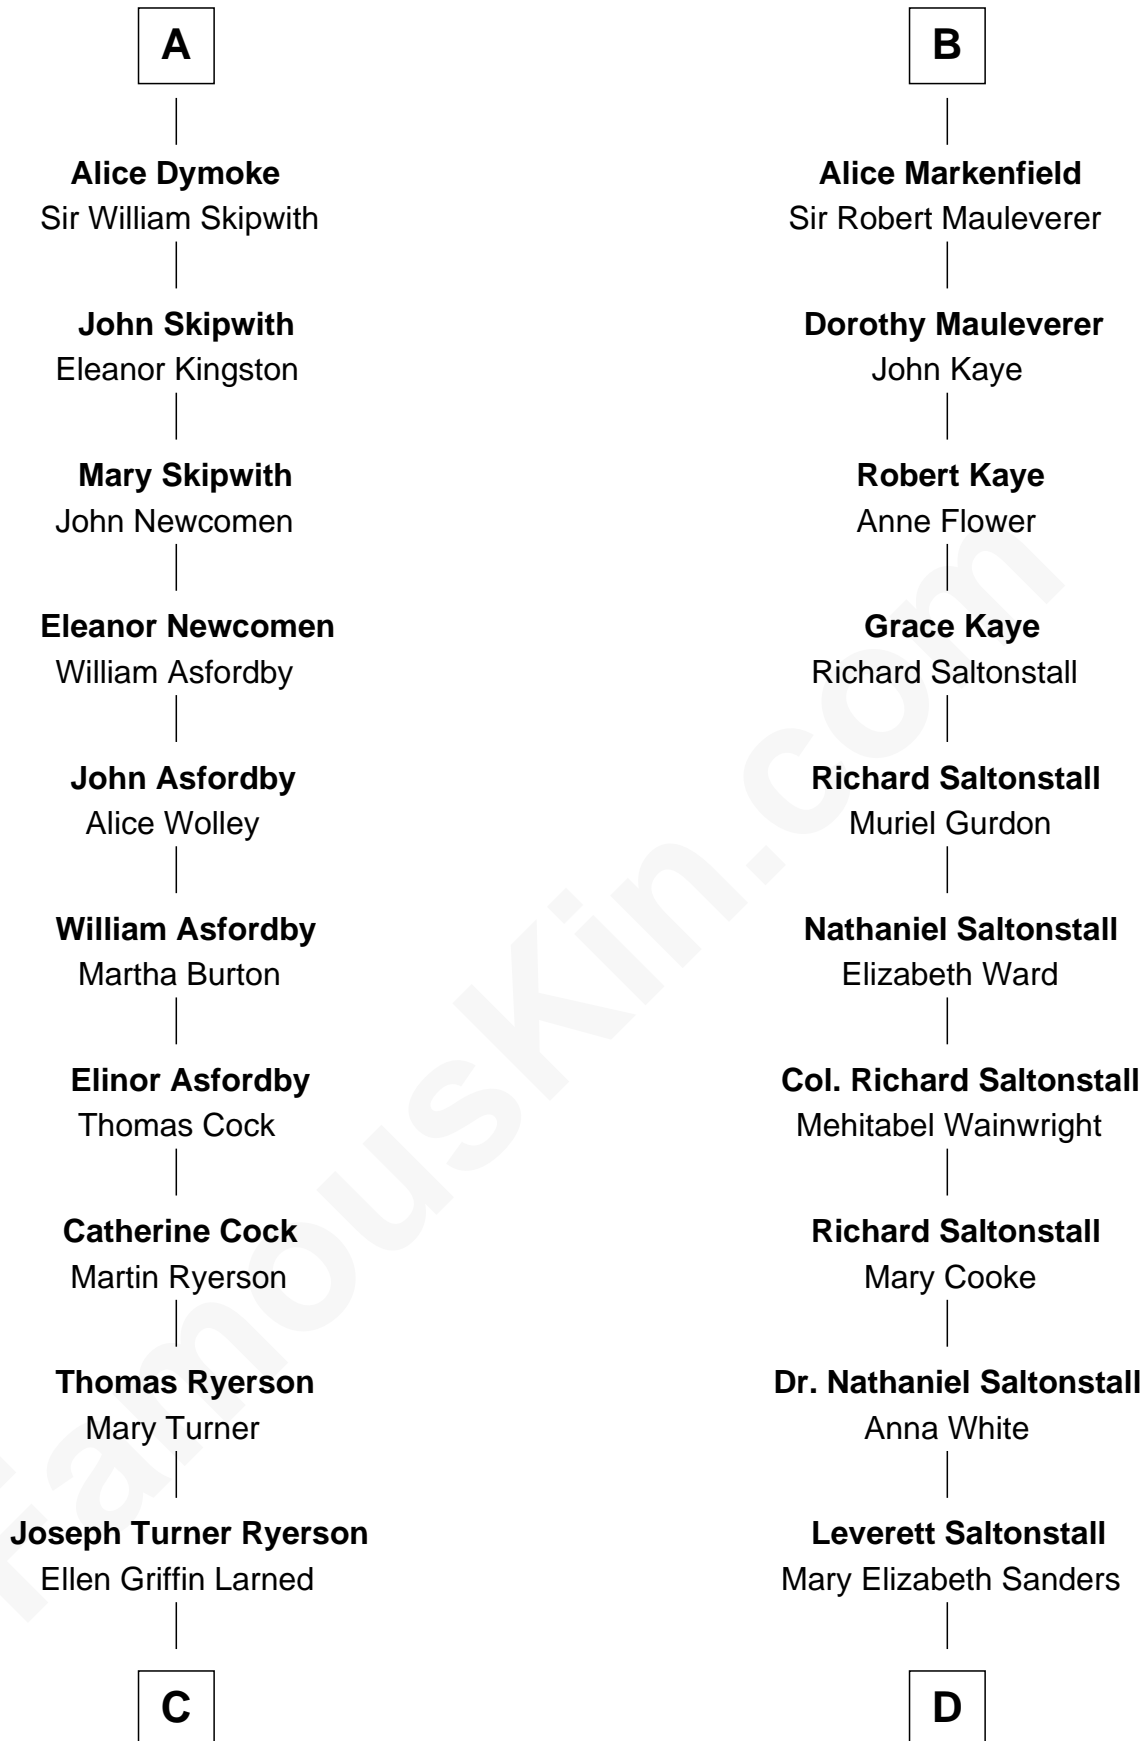 A
Alice Dymoke
Sir William Skipwith
John Skipwith
Eleanor Kingston
Mary Skipwith
John Newcomen
Eleanor Newcomen
William Asfordby
John Asfordby
Alice Wolley
William Asfordby
Martha Burton
Elinor Asfordby
Thomas Cock
Catherine Cock
Martin Ryerson
Thomas Ryerson
Mary Turner
Joseph Turner Ryerson
Ellen Griffin Larned
C
B
Alice Markenfield
Sir Robert Mauleverer
Dorothy Mauleverer
John Kaye
Robert Kaye
Anne Flower
Grace Kaye
Richard Saltonstall
Richard Saltonstall
Muriel Gurdon
Nathaniel Saltonstall
Elizabeth Ward
Col. Richard Saltonstall
Mehitabel Wainwright
Richard Saltonstall
Mary Cooke
Dr. Nathaniel Saltonstall
Anna White
Leverett Saltonstall
Mary Elizabeth Sanders
D
FamousKin.com